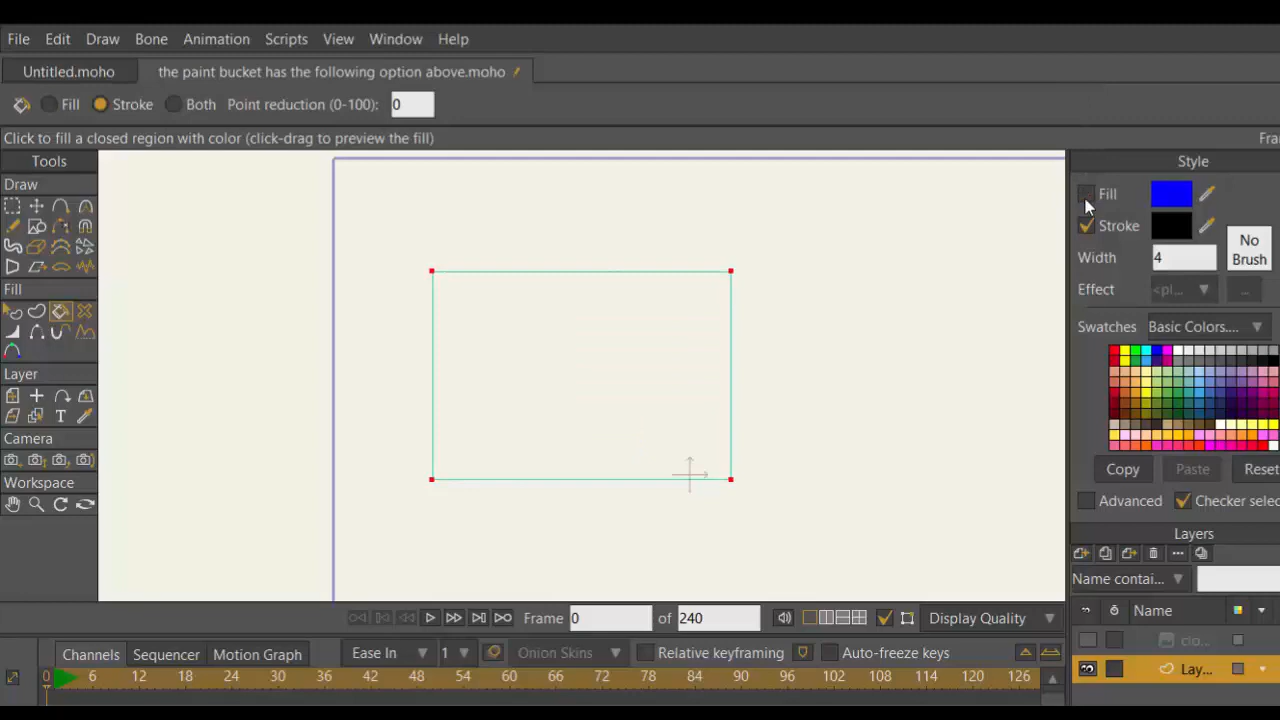 File Edit Draw Bone Animation Scripts View Window Help
Untitled.moho the paint bucket has the following option above.moho
Fill Stroke Both Point reduction (0-100): 0
Click to fill a closed region with color (click-drag to preview the fill) Fra
Tools Style
Draw
Fill
Stroke
No Brush
Width 4
Effect <pl... ...
Fill
Swatches Basic Colors....
Layer
Copy Paste Reset
Camera
Workspace
Advanced Checker selec
Layers
Name contai...
Name
Frame 0 of 240 Display Quality
clo...
Channels Sequencer Motion Graph Ease In 1 Onion Skins Relative keyframing Auto-freeze keys
Lay...
0 6 12 18 24 30 36 42 48 54 60 66 72 78 84 90 96 102 108 114 120 126